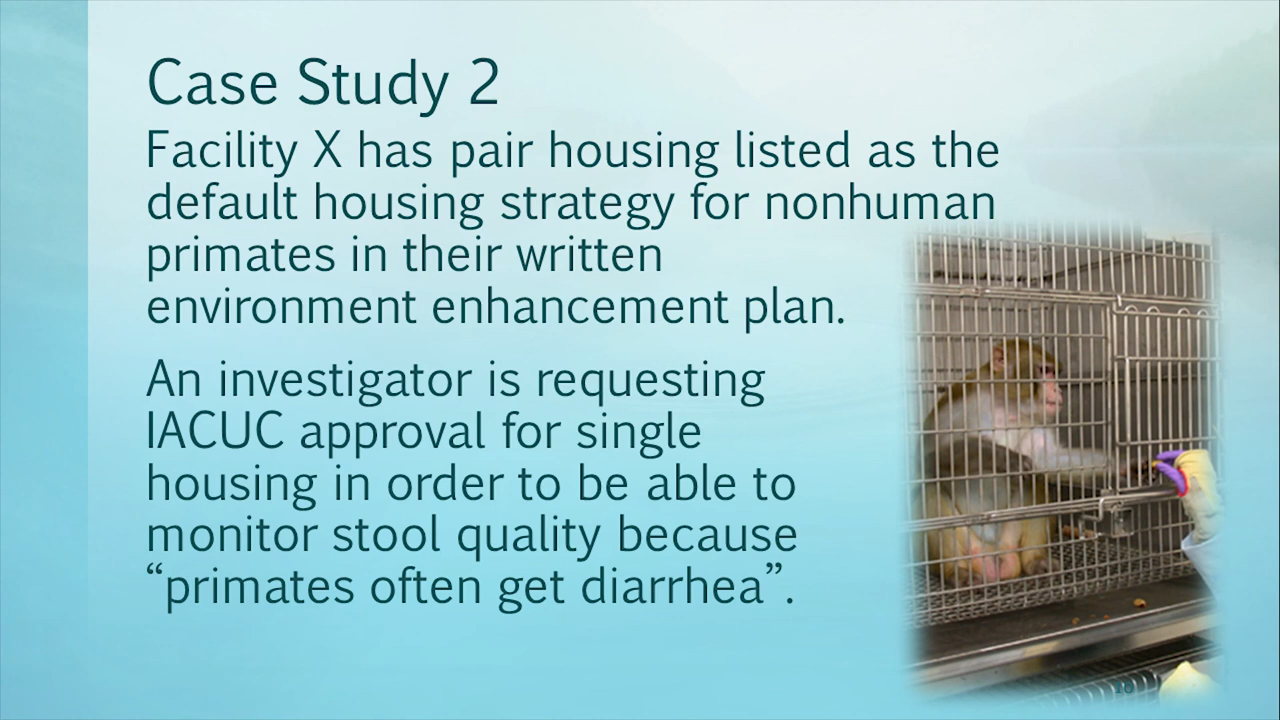 Case Study 2
Facility X has pair housing listed as the
default housing strategy for nonhuman
primates in their written
environment enhancement plan.
An investigator is requesting
IACUC approval for single
housing in order to be able to
monitor stool quality because
“primates often get diarrhea”.